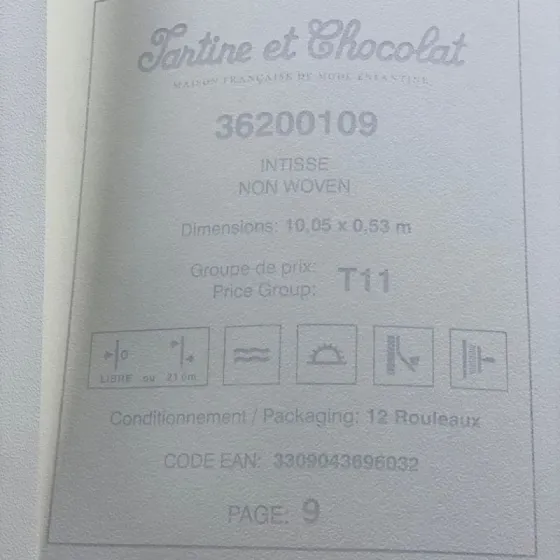 Tartine et Chocolat
MAISON FRANÇAISE DE MODE ENFANTINE
36200109
INTISSE
NON WOVEN
Dimensions: 10,05 x 0,53 m
Groupe de prix:
Price Group: T11
LIBRE ou 21 cm
Conditionnement / Packaging: 12 Rouleaux
CODE EAN: 3309043696032
PAGE: 9